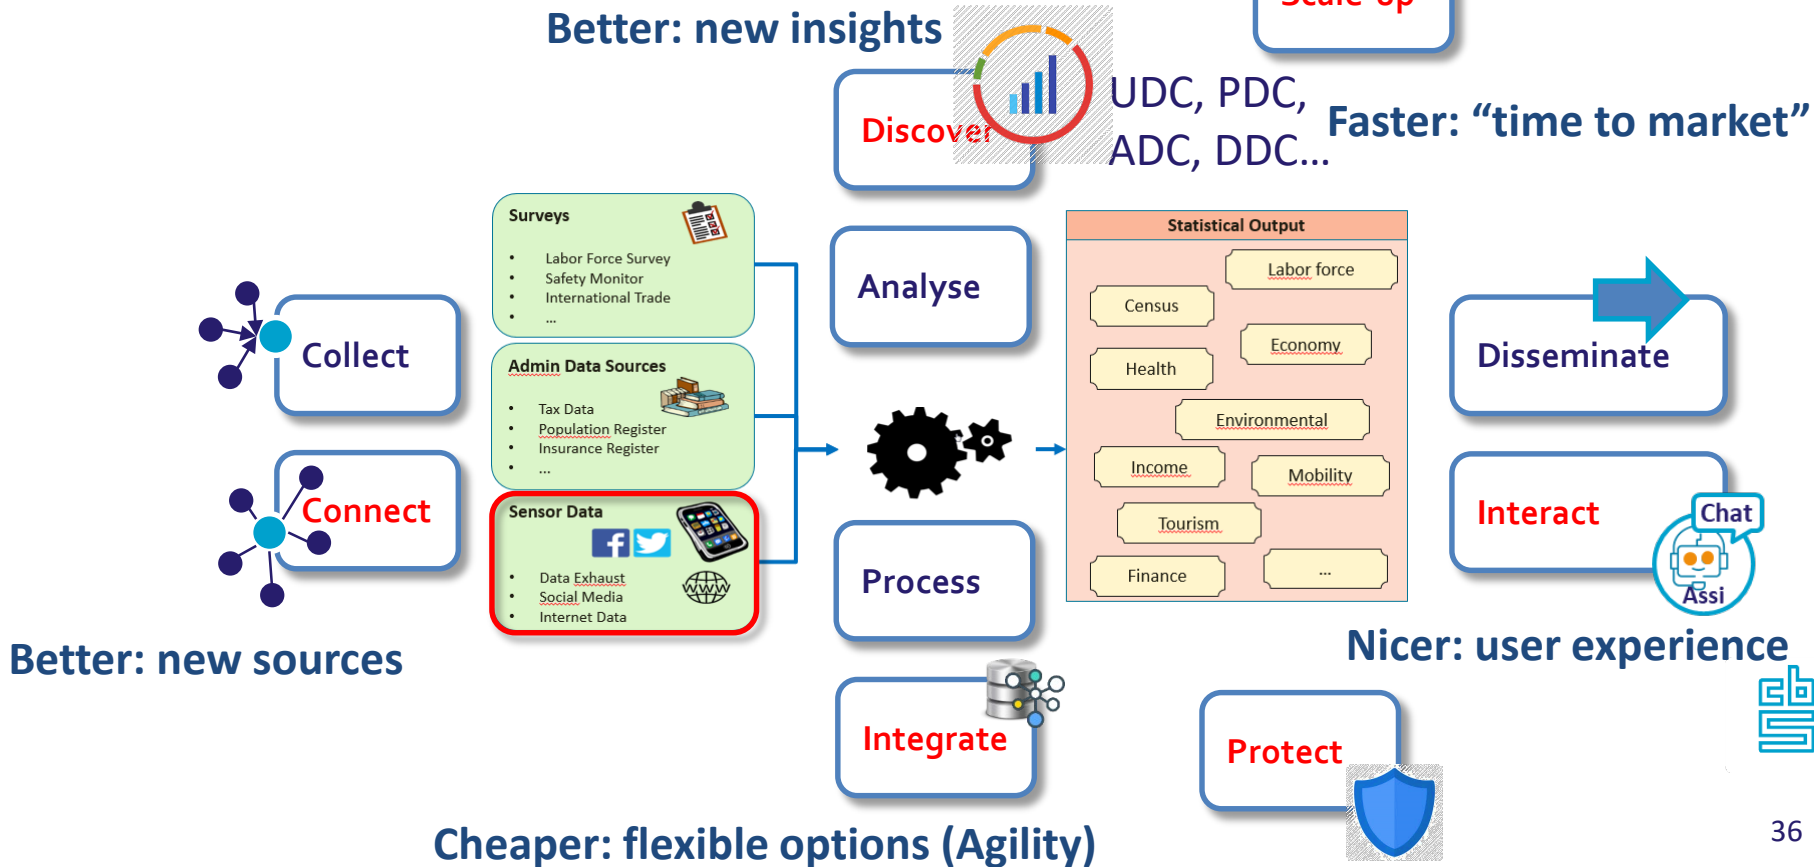 Scale-up
Better: new insights
UDC, PDC,
ADC, DDC...
Faster: “time to market”
Discover
Surveys
• Labor Force Survey
• Safety Monitor
• International Trade
• ...
Analyse
Statistical Output
Labor force
Census
Economy
Health
Environmental
Income
Mobility
Tourism
Finance
...
Collect
Admin Data Sources
• Tax Data
• Population Register
• Insurance Register
• ...
Disseminate
Connect
Sensor Data
f
www
• Data Exhaust
• Social Media
• Internet Data
Process
Interact
Chat
Assi
Better: new sources
Nicer: user experience
Integrate
Protect
cbs
Cheaper: flexible options (Agility)
36